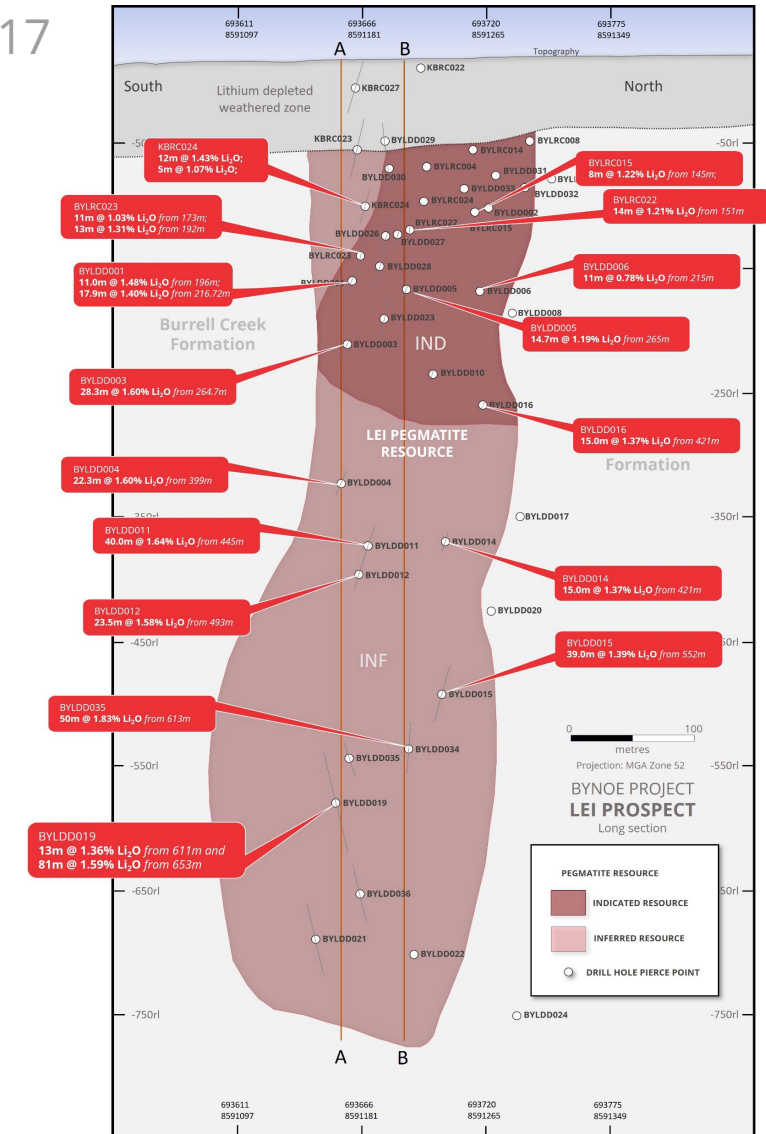 17
693611
8591097
693666
8591181
693720
8591265
693775
8591349
A
B
Topography
South
North
Lithium depleted
weathered zone
KBRC022
KBRC027
KBRC023
BYLDD029
BYLRC008
BYLRC014
-50rl
KBRC024
12m @ 1.43% Li₂O;
5m @ 1.07% Li₂O;
BYLDD030
BYLRC004
BYLDD031
BYLRC015
8m @ 1.22% Li₂O from 145m;
BYLDD033
BYLDD032
KBRC024
BYLRC024
BYLDD002
BYLRC022
14m @ 1.21% Li₂O from 151m
BYLRC023
11m @ 1.03% Li₂O from 173m;
13m @ 1.31% Li₂O from 192m
BYLRC022
BYLRC015
BYLDD026
BYLDD027
BYLRC023
BYLDD028
BYLDD001
11.0m @ 1.48% Li₂O from 196m;
17.9m @ 1.40% Li₂O from 216.72m
BYLDD005
BYLDD006
BYLDD006
11m @ 0.78% Li₂O from 215m
BYLDD008
BYLDD023
Burrell Creek
Formation
BYLDD005
14.7m @ 1.19% Li₂O from 265m
BYLDD003
IND
BYLDD010
BYLDD003
28.3m @ 1.60% Li₂O from 264.7m
-250rl
BYLDD016
BYLDD016
15.0m @ 1.37% Li₂O from 421m
LEI PEGMATITE
RESOURCE
Formation
BYLDD004
22.3m @ 1.60% Li₂O from 399m
BYLDD004
-350rl
BYLDD017
BYLDD011
40.0m @ 1.64% Li₂O from 445m
BYLDD011
BYLDD014
BYLDD012
BYLDD014
15.0m @ 1.37% Li₂O from 421m
BYLDD012
23.5m @ 1.58% Li₂O from 493m
BYLDD020
-450rl
BYLDD015
39.0m @ 1.39% Li₂O from 552m
INF
BYLDD015
BYLDD035
50m @ 1.83% Li₂O from 613m
BYLDD034
BYLDD035
0
100
metres
Projection: MGA Zone 52
-550rl
-550rl
BYNOE PROJECT
LEI PROSPECT
Long section
BYLDD019
BYLDD019
13m @ 1.36% Li₂O from 611m and
81m @ 1.59% Li₂O from 653m
PEGMATITE RESOURCE
INDICATED RESOURCE
INFERRED RESOURCE
DRILL HOLE PIERCE POINT
-650rl
BYLDD036
BYLDD021
BYLDD022
-750rl
BYLDD024
-750rl
A
B
693611
8591097
693666
8591181
693720
8591265
693775
8591349